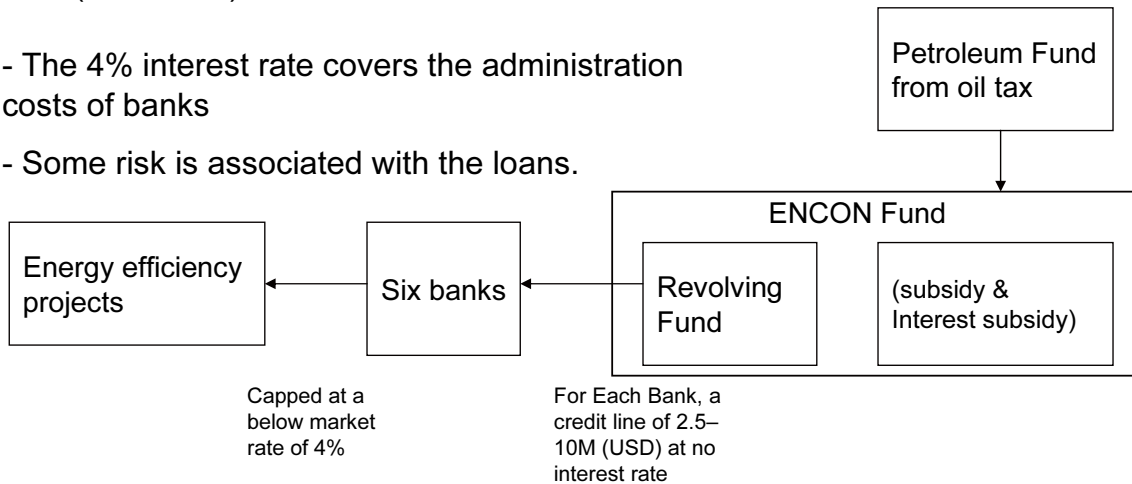 - The 4% interest rate covers the administration
costs of banks
- Some risk is associated with the loans.
Petroleum Fund
from oil tax
ENCON Fund
Energy efficiency
projects
Six banks
Revolving
Fund
(subsidy &
Interest subsidy)
Capped at a
below market
rate of 4%
For Each Bank, a
credit line of 2.5–
10M (USD) at no
interest rate